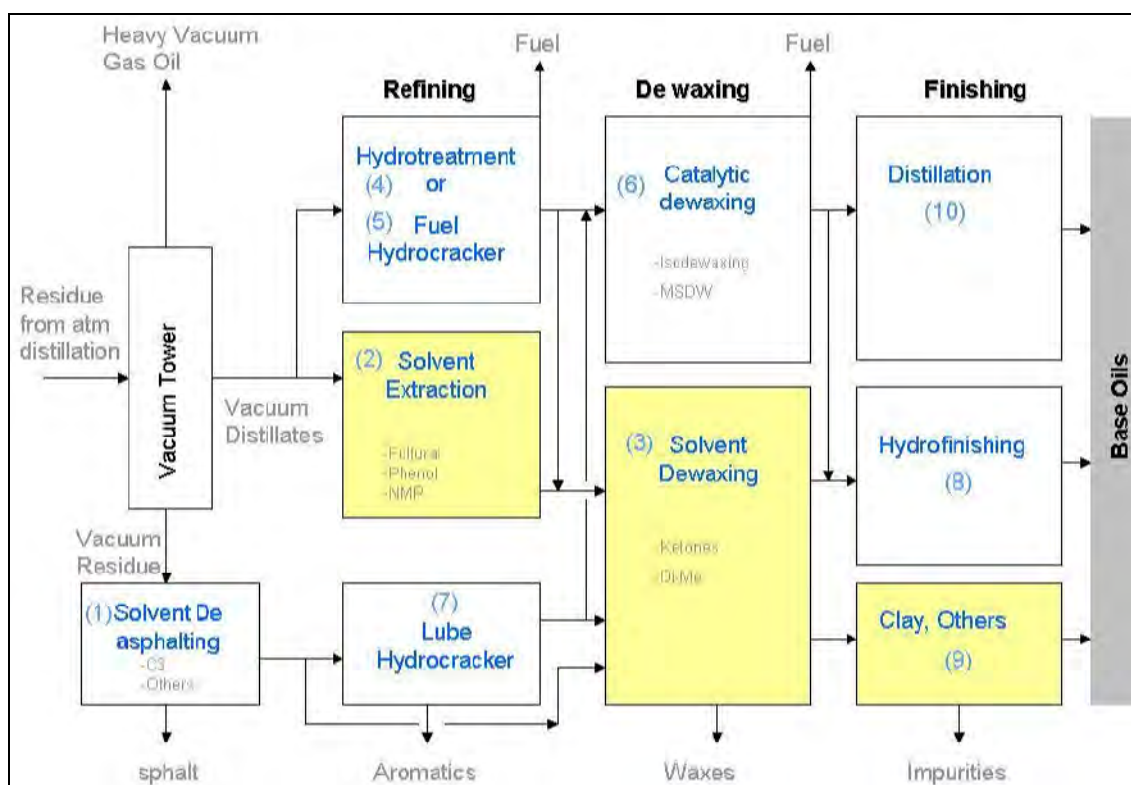 Heavy Vacuum
Gas Oil
Fuel
Fuel
Refining
De waxing
Finishing
Hydrotreatment
(4) or
(5) Fuel
Hydrocracker
(6) Catalytic
dewaxing
-Isodewaxing
-MSDW
Distillation
(10)
Residue
from atm
distillation
Vacuum Tower
Vacuum
Distillates
(2) Solvent
Extraction
-Phenol
-NMP
(3) Solvent
Dewaxing
-Ketones
Hydrofinishing
(8)
Base Oils
Vacuum
Residue
(1) Solvent De
asphalting
-C3
-Others
(7)
Lube
Hydrocracker
Clay, Others
(9)
sphalt
Aromatics
Waxes
Impurities